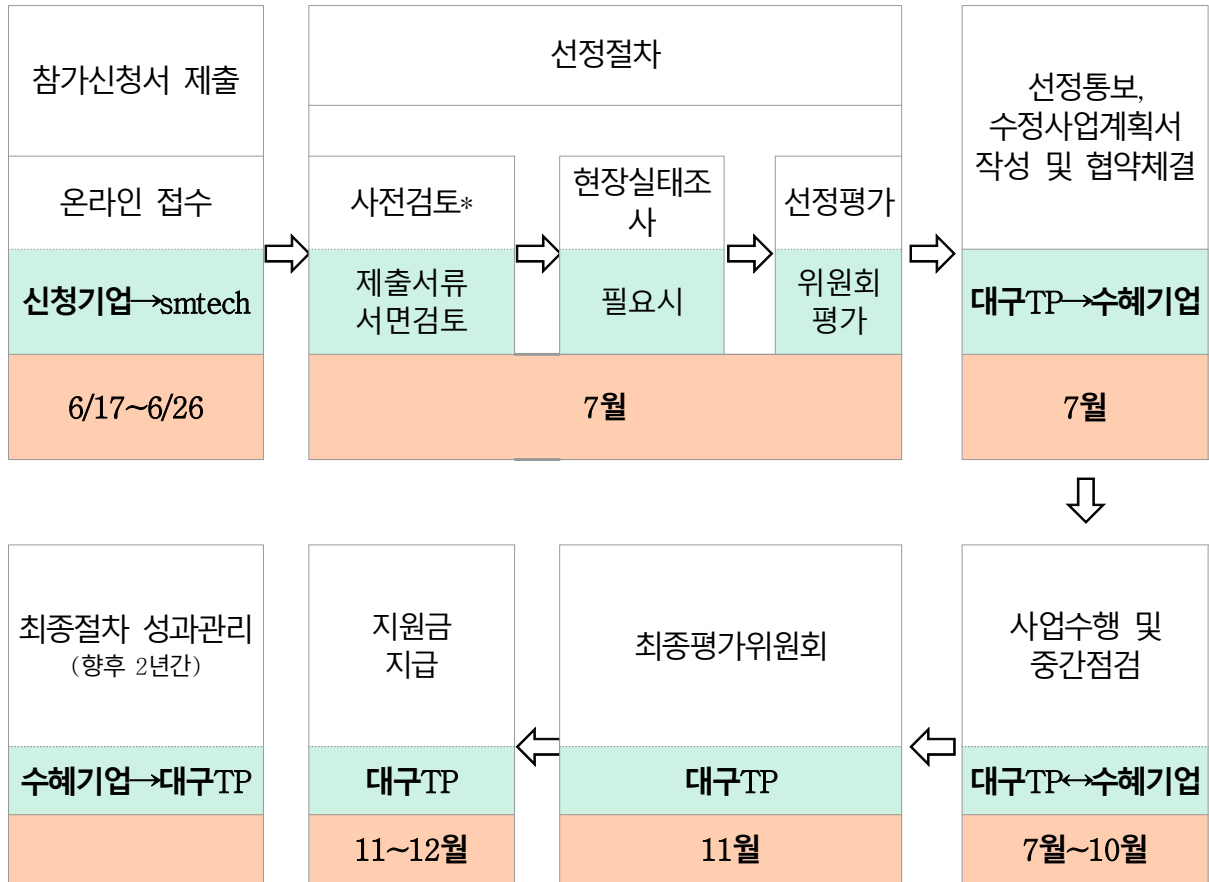 참가신청서 제출
온라인 접수
신청기업→smtech
6/17~6/26
선정절차
사전검토*
제출서류
서면검토
현장실태조
사
필요시
선정평가
위원회
평가
7월
선정통보,
수정사업계획서
작성 및 협약체결
대구TP→수혜기업
7월
사업수행 및
중간점검
대구TP↔수혜기업
7월~10월
최종평가위원회
대구TP
11월
지원금
지급
대구TP
11~12월
최종절차 성과관리
(향후 2년간)
수혜기업→대구TP